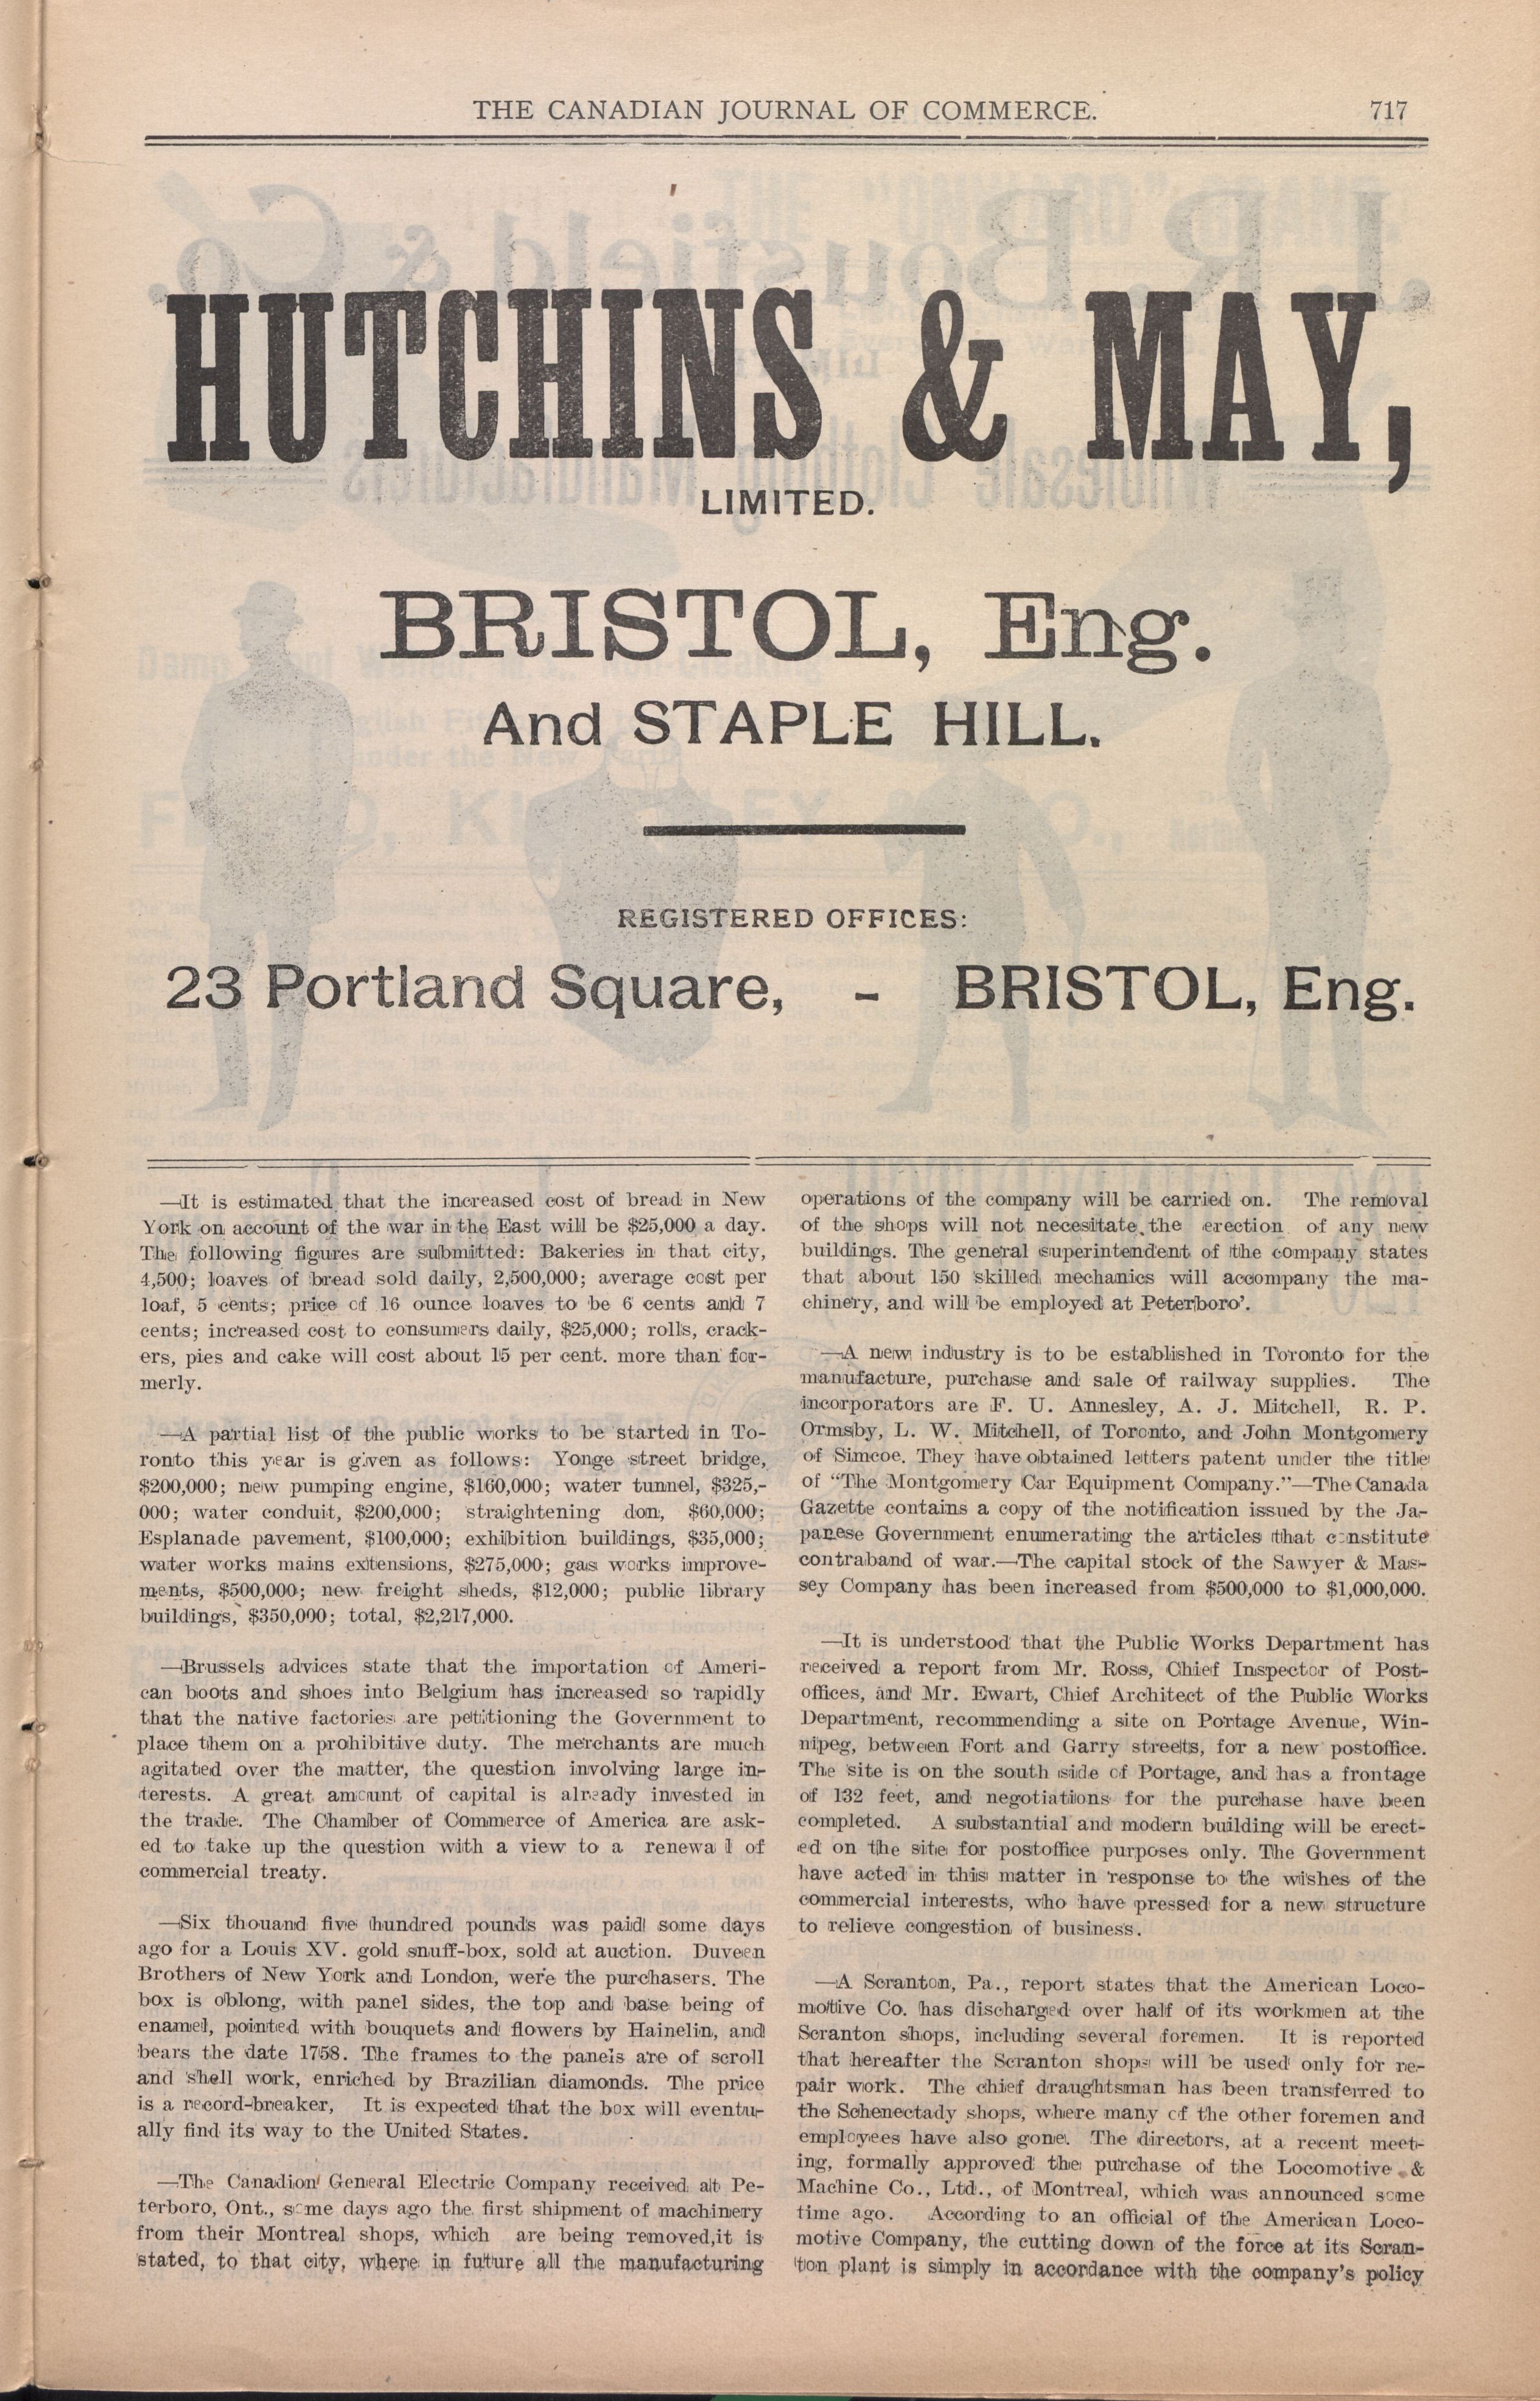 THE CANADIAN JOURNAL OF COMMERCE. 717
HUTCHINS & MAY,
LIMITED.
BRISTOL, Eng.
And STAPLE HILL.
REGISTERED OFFICES:
23 Portland Square, - BRISTOL, Eng.
—It is estimated that the increased cost of bread in New
York on account of the war in the East will be $25,000 a day.
The following figures are submitted: Bakeries in that city,
4,500; loaves of bread sold daily, 2,500,000; average cost per
loaf, 5 cents; price of 16 ounce loaves to be 6 cents and 7
cents; increased cost to consumers daily, $25,000; rolls, crack-
ers, pies and cake will cost about 15 per cent. more than for-
merly.
—A partial list of the public works to be started in To-
ronto this year is given as follows: Yonge street bridge,
$200,000; new pumping engine, $160,000; water tunnel, $325,-
000; water conduit, $200,000; straightening don, $60,000;
Esplanade pavement, $100,000; exhibition buildings, $35,000;
water works mains extensions, $275,000; gas works improve-
ments, $500,000; new freight sheds, $12,000; public library
buildings, $350,000; total, $2,217,000.
—Brussels advices state that the importation of Ameri-
can boots and shoes into Belgium has increased so rapidly
that the native factories are petitioning the Government to
place them on a prohibitive duty. The merchants are much
agitated over the matter, the question involving large in-
terests. A great amount of capital is already invested in
the trade. The Chamber of Commerce of America are ask-
ed to take up the question with a view to a renewa l of
commercial treaty.
—Six thouand five hundred pounds was paid some days
ago for a Louis XV. gold snuff-box, sold at auction. Duveen
Brothers of New York and London, were the purchasers. The
box is oblong, with panel sides, the top and base being of
enamel, pointed with bouquets and flowers by Hainelin, and
bears the date 1758. The frames to the panels are of scroll
and shell work, enriched by Brazilian diamonds. The price
is a record-breaker, It is expected that the box will eventu-
ally find its way to the United States.
—The Canadion General Electric Company received at Pe-
terboro, Ont., some days ago the first shipment of machinery
from their Montreal shops, which are being removed,it is
stated, to that city, where in future all the manufacturing
operations of the company will be carried on. The removal
of the shops will not necesitate the erection of any new
buildings. The general superintendent of the company states
that about 150 skilled mechanics will accompany the ma-
chinery, and will be employed at Peterboro'.
—A new industry is to be established in Toronto for the
manufacture, purchase and sale of railway supplies. The
incorporators are F. U. Annesley, A. J. Mitchell, R. P.
Ormsby, L. W. Mitchell, of Toronto, and John Montgomery
of Simcoe. They have obtained letters patent under the title
of “The Montgomery Car Equipment Company.”—The Canada
Gazette contains a copy of the notification issued by the Ja-
panese Government enumerating the articles that constitute
contraband of war.—The capital stock of the Sawyer & Mas-
sey Company has been increased from $500,000 to $1,000,000.
—It is understood that the Public Works Department has
received a report from Mr. Ross, Chief Inspector of Post-
offices, and Mr. Ewart, Chief Architect of the Public Works
Department, recommending a site on Portage Avenue, Win-
nipeg, between Fort and Garry streets, for a new postoffice.
The site is on the south side of Portage, and has a frontage
of 132 feet, and negotiations for the purchase have been
completed. A substantial and modern building will be erect-
ed on the site for postoffice purposes only. The Government
have acted in this matter in response to the wishes of the
commercial interests, who have pressed for a new structure
to relieve congestion of business.
—A Scranton, Pa., report states that the American Loco-
motive Co. has discharged over half of its workmen at the
Scranton shops, including several foremen. It is reported
that hereafter the Scranton shops will be used only for re-
pair work. The chief draughtsman has been transferred to
the Schenectady shops, where many of the other foremen and
employees have also gone. The directors, at a recent meet-
ing, formally approved the purchase of the Locomotive & 
Machine Co., Ltd., of Montreal, which was announced some
time ago. According to an official of the American Loco-
motive Company, the cutting down of the force at its Scran-
ton plant is simply in accordance with the company's policy